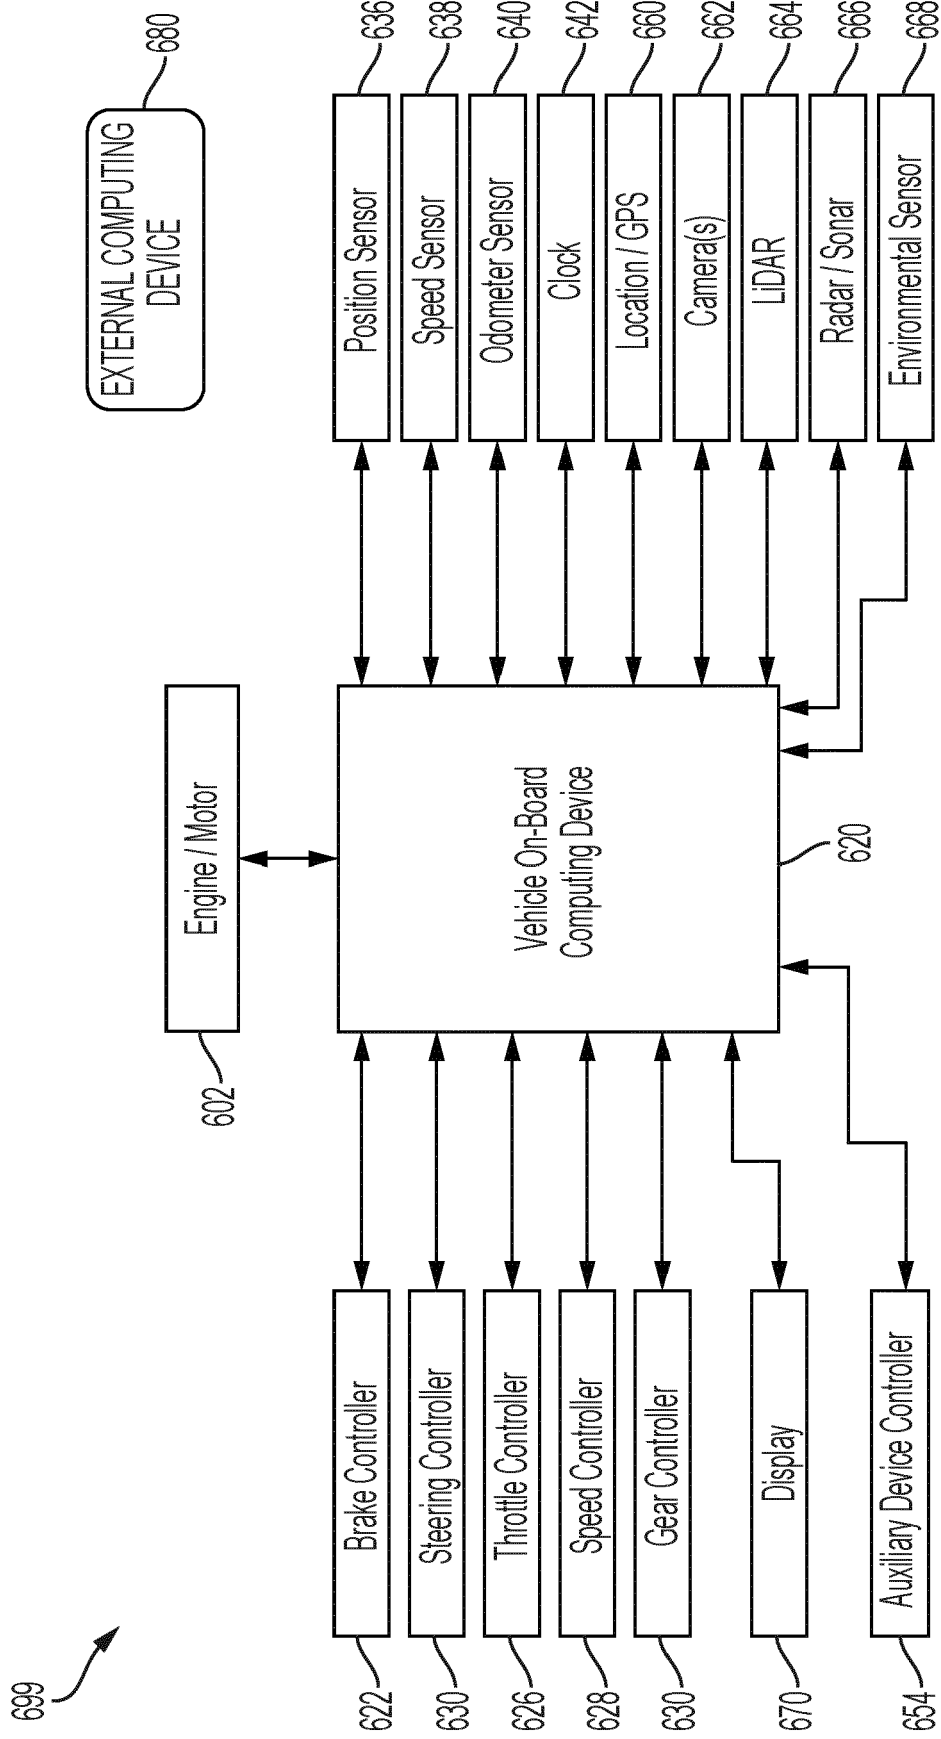 699
EXTERNAL COMPUTING
DEVICE
680
602
Engine / Motor
622
Brake Controller
630
Steering Controller
626
Throttle Controller
628
Speed Controller
630
Gear Controller
670
Display
654
Auxiliary Device Controller
Vehicle On-Board
Computing Device
620
Position Sensor
636
Speed Sensor
638
Odometer Sensor
640
Clock
642
Location / GPS
660
Camera(s)
662
LiDAR
664
Radar / Sonar
666
Environmental Sensor
668